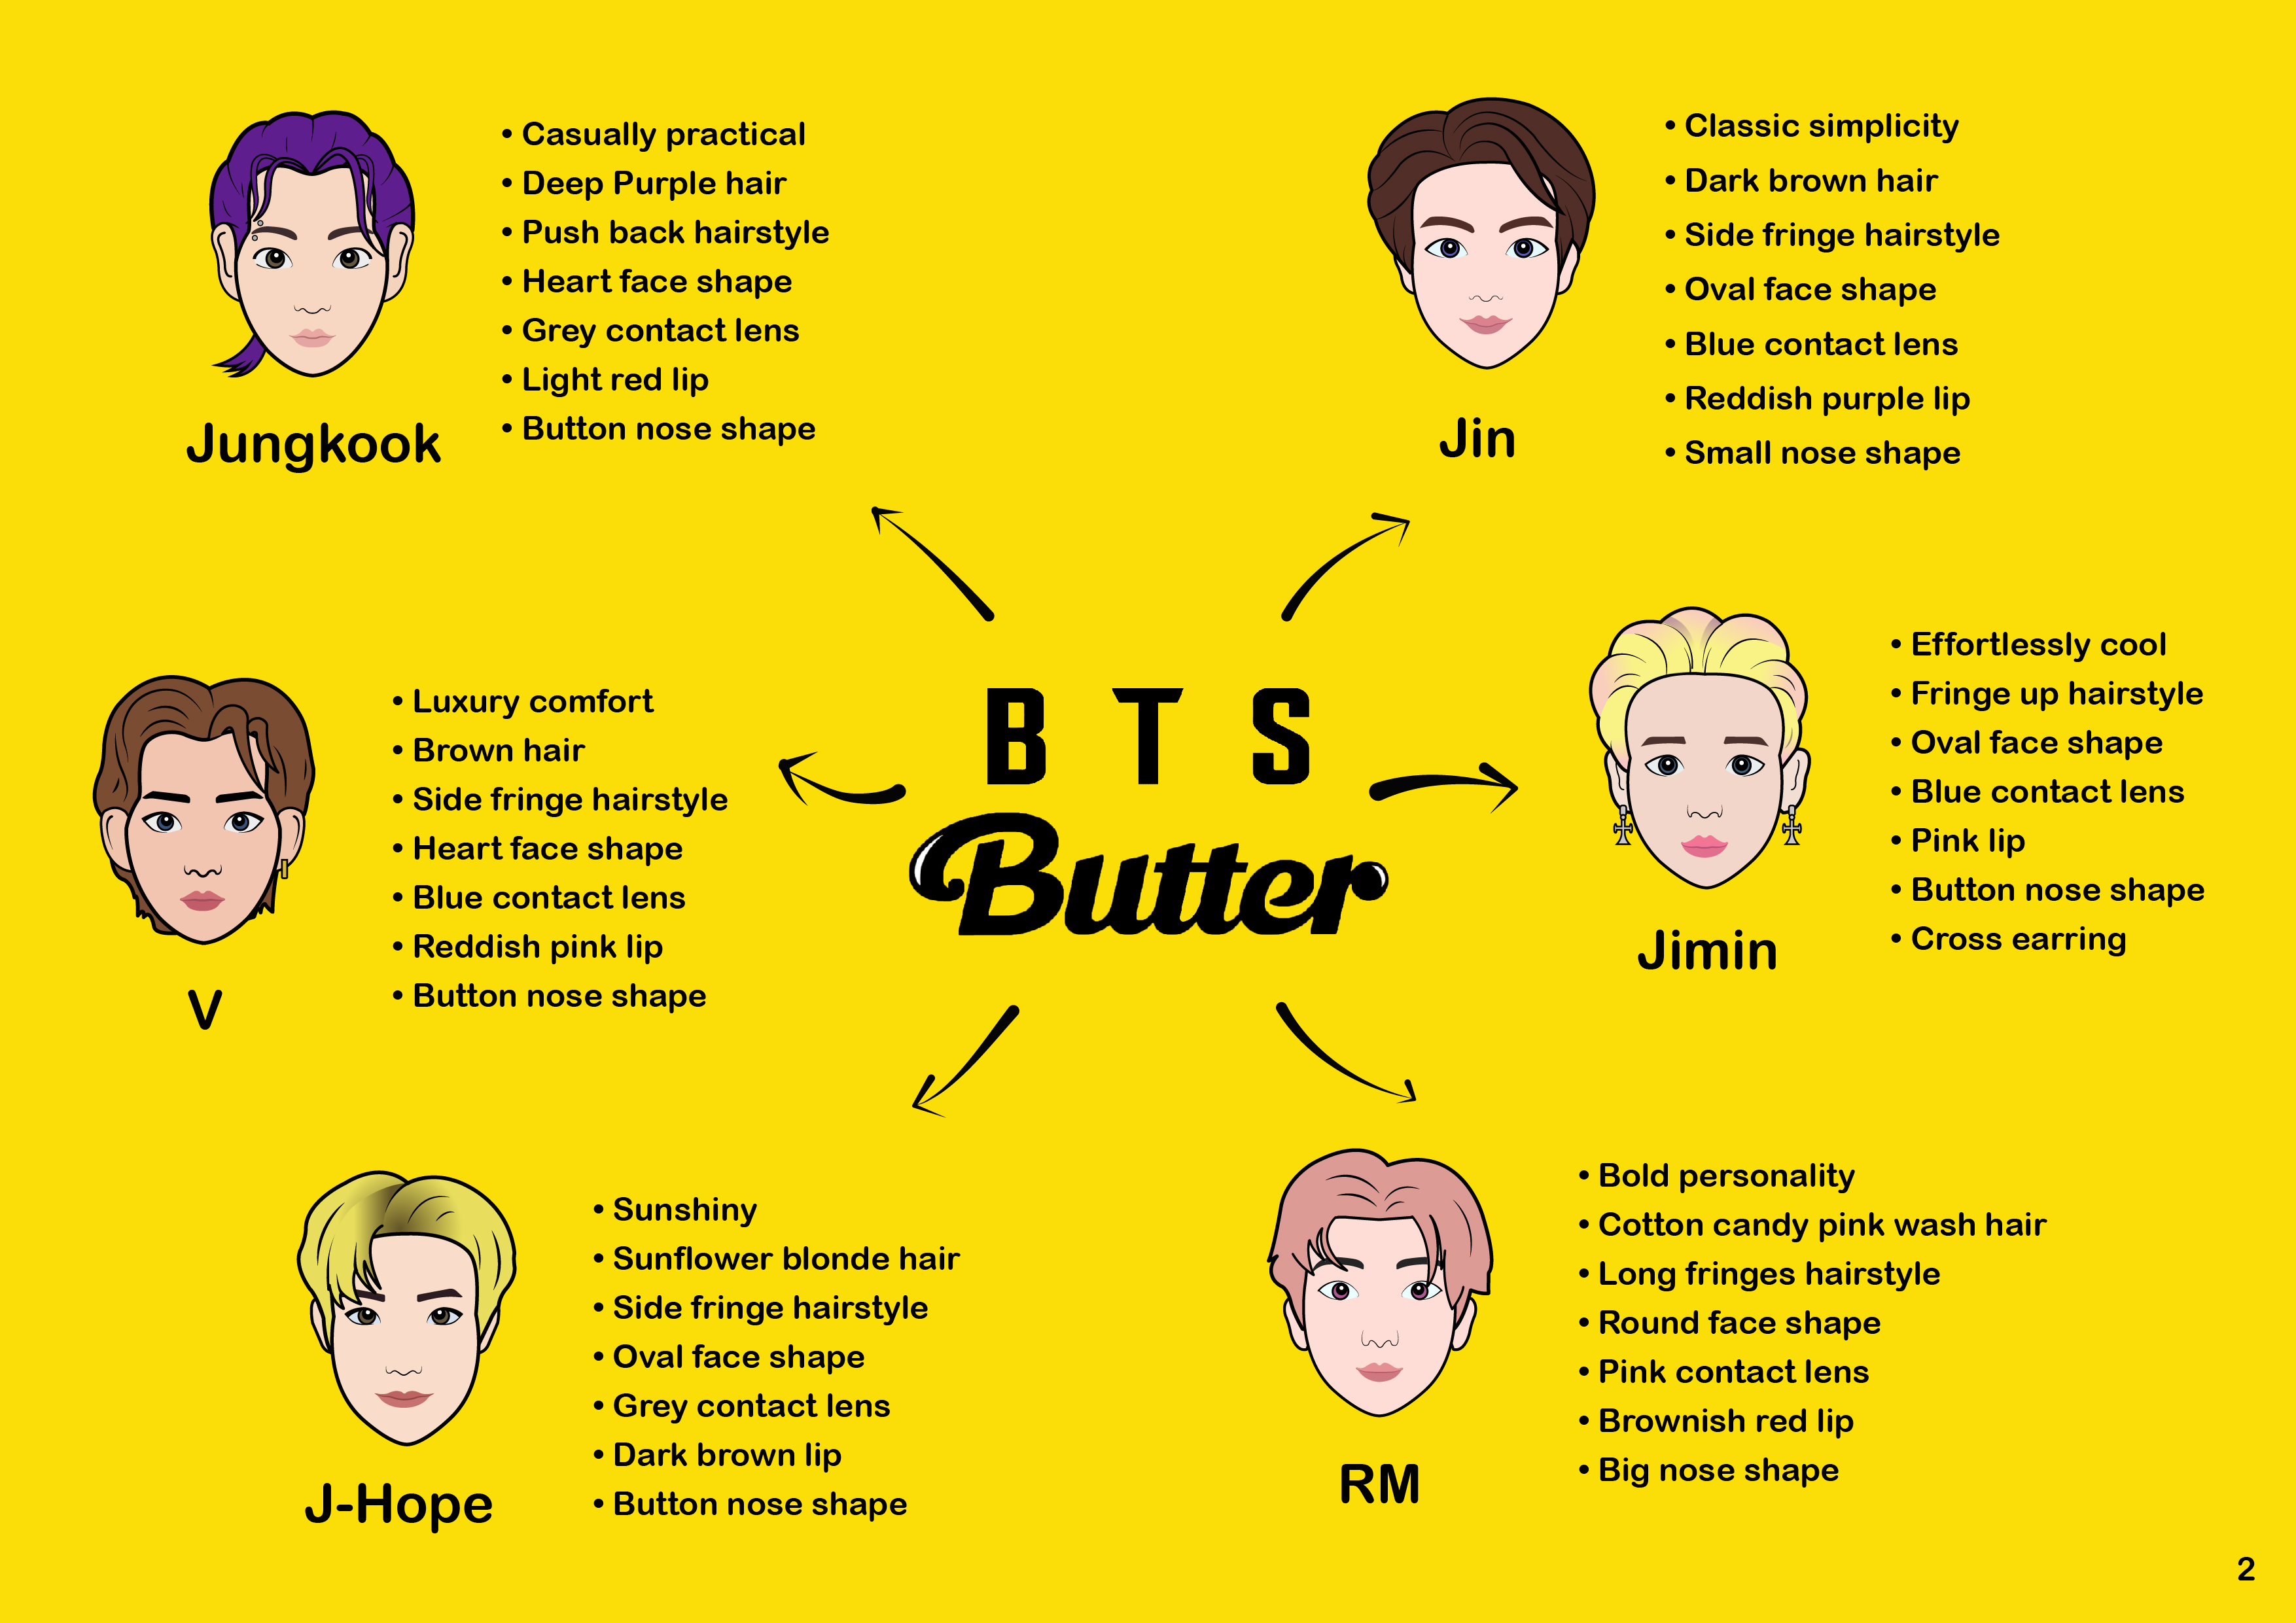 • Casually practical
• Deep Purple hair
• Push back hairstyle
• Heart face shape
• Grey contact lens
• Light red lip
• Button nose shape
Jungkook
• Classic simplicity
• Dark brown hair
• Side fringe hairstyle
• Oval face shape
• Blue contact lens
• Reddish purple lip
• Small nose shape
Jin
• Luxury comfort
• Brown hair
• Side fringe hairstyle
• Heart face shape
• Blue contact lens
• Reddish pink lip
• Button nose shape
V
BTS
Butter
• Effortlessly cool
• Fringe up hairstyle
• Oval face shape
• Blue contact lens
• Pink lip
• Button nose shape
• Cross earring
Jimin
• Sunshiny
• Sunflower blonde hair
• Side fringe hairstyle
• Oval face shape
• Grey contact lens
• Dark brown lip
• Button nose shape
J-Hope
• Bold personality
• Cotton candy pink wash hair
• Long fringes hairstyle
• Round face shape
• Pink contact lens
• Brownish red lip
• Big nose shape
RM
2